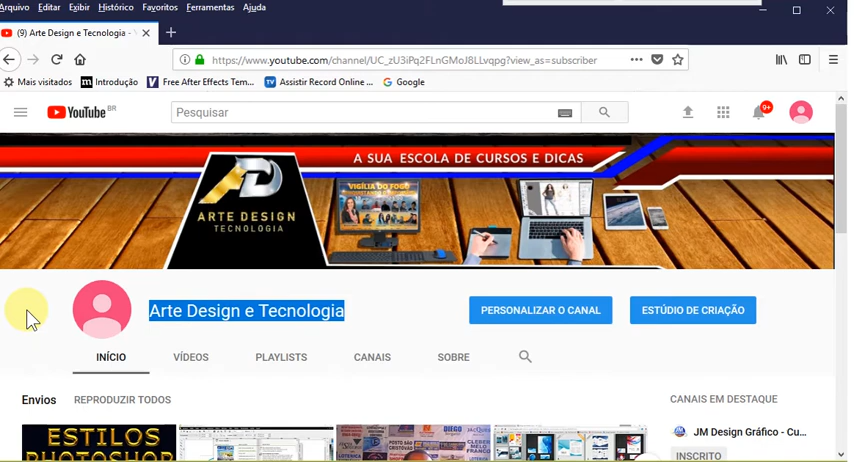 Arquivo Editar Exibir Histórico Favoritos Ferramentas Ajuda
(9) Arte Design e Tecnologia - Y
https://www.youtube.com/channel/UC_zU3iPq2FLnGMoJ8LLvqpg?view_as=subscriber
Mais visitados Introdução Free After Effects Tem... Assistir Record Online ... Google
YouTube BR
Pesquisar
9+
A SUA ESCOLA DE CURSOS E DICAS
AD
ARTE DESIGN
TECNOLOGIA
VIGÍLIA DO FOGO
Arte Design e Tecnologia
PERSONALIZAR O CANAL
ESTÚDIO DE CRIAÇÃO
INÍCIO VÍDEOS PLAYLISTS CANAIS SOBRE
Envios REPRODUZIR TODOS
CANAIS EM DESTAQUE
JM Design Gráfico - Cu...
INSCRITO
ESTILOS
PHOTOSHOP
DIEGO
LOTERICA